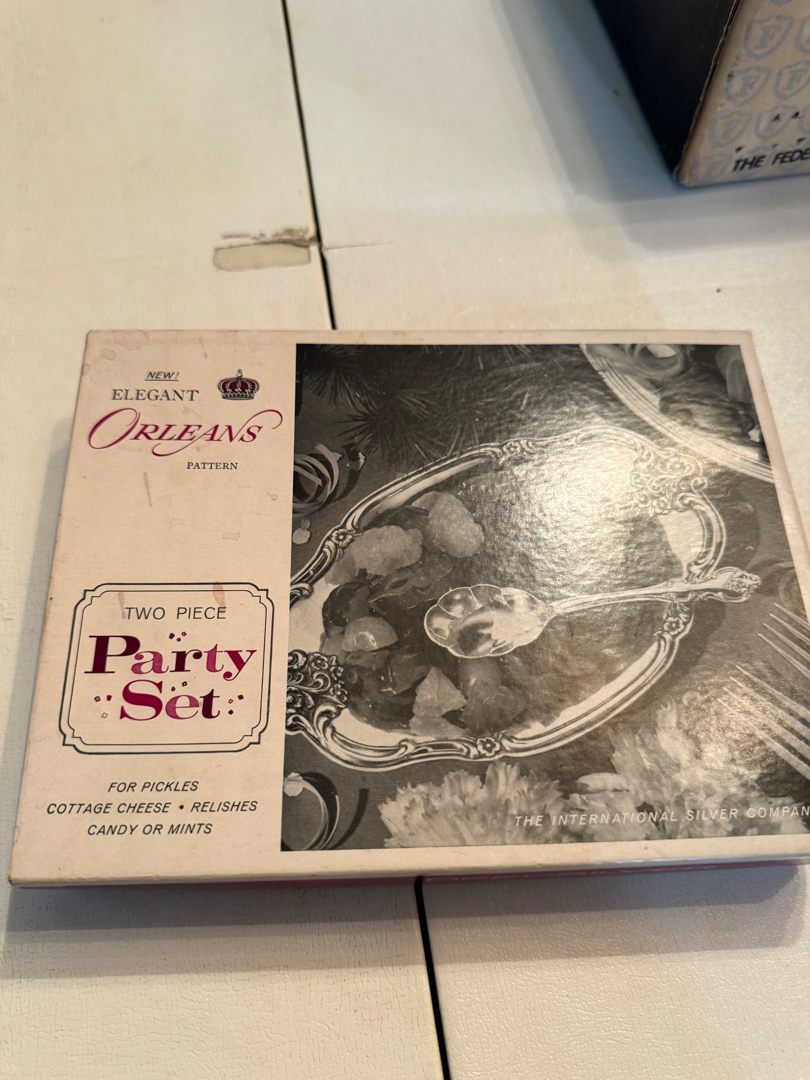 THE FEDE
NEW!
ELEGANT
ORLEANS
PATTERN
TWO PIECE
Party
Set
FOR PICKLES
COTTAGE CHEESE • RELISHES
CANDY OR MINTS
THE INTERNATIONAL SILVER COMPAN